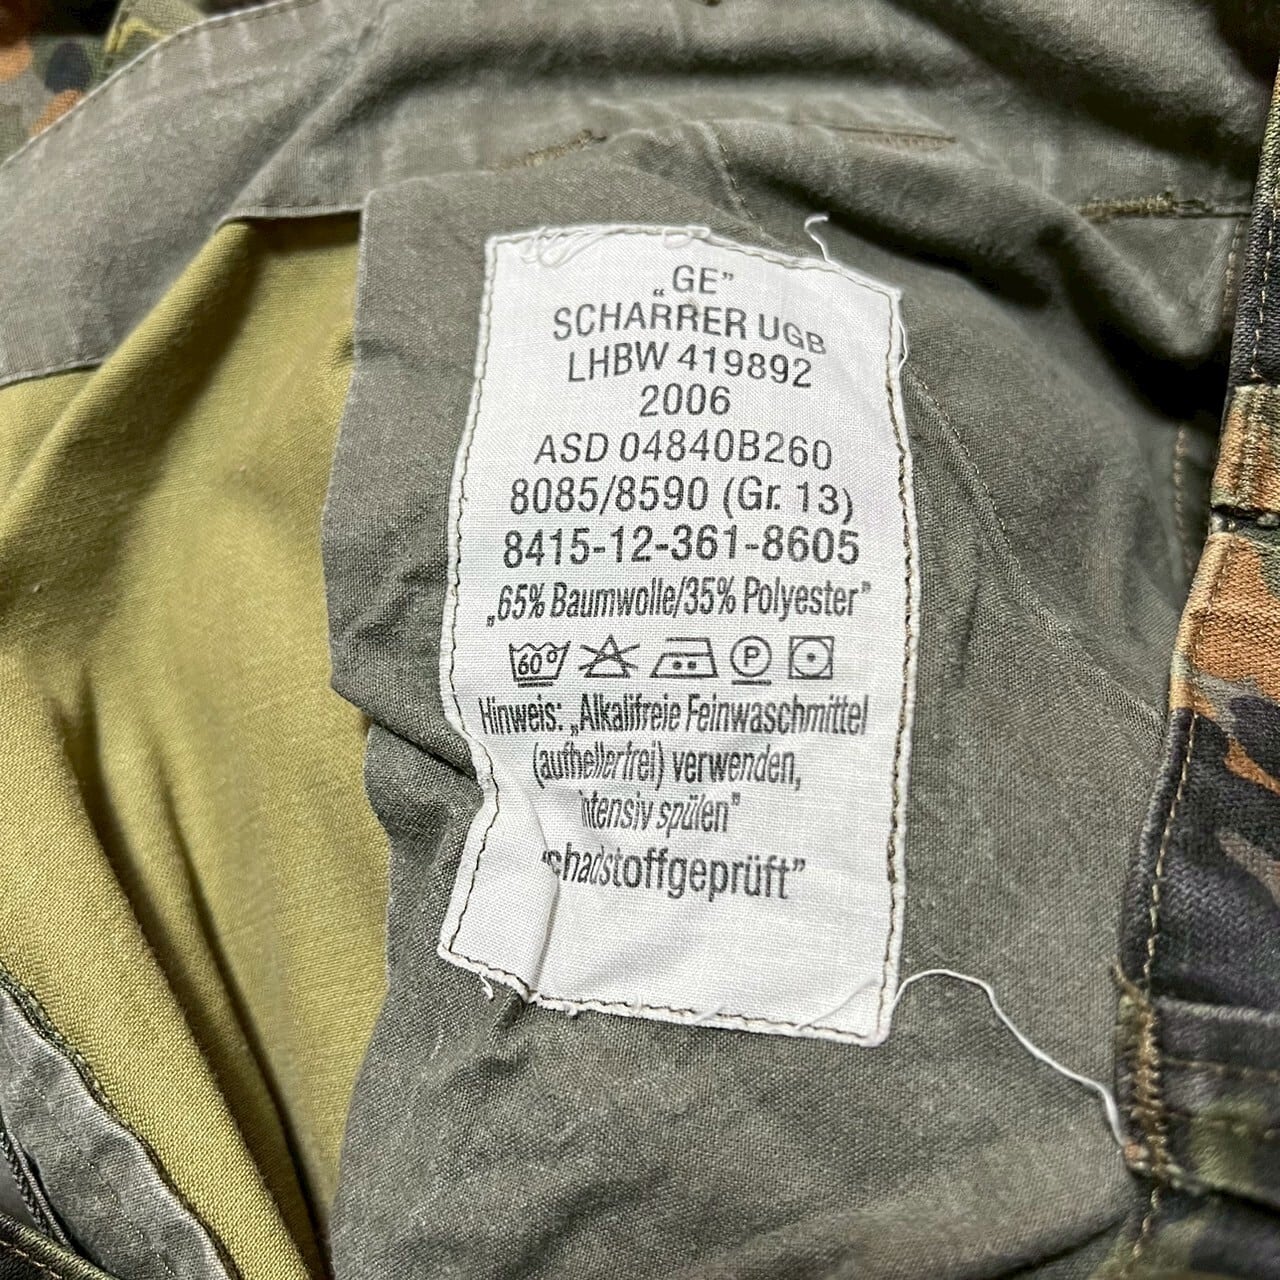 „GE”
SCHARRER UGB
LHBW 419892
2006
ASD 04840B260
8085/8590 (Gr. 13)
8415-12-361-8605
„65% Baumwolle/35% Polyester”
60° P
Hinweis: „Alkalifreie Feinwaschmittel
(aufhellerfrei) verwenden,
intensiv spülen”
“schadstoffgeprüft”